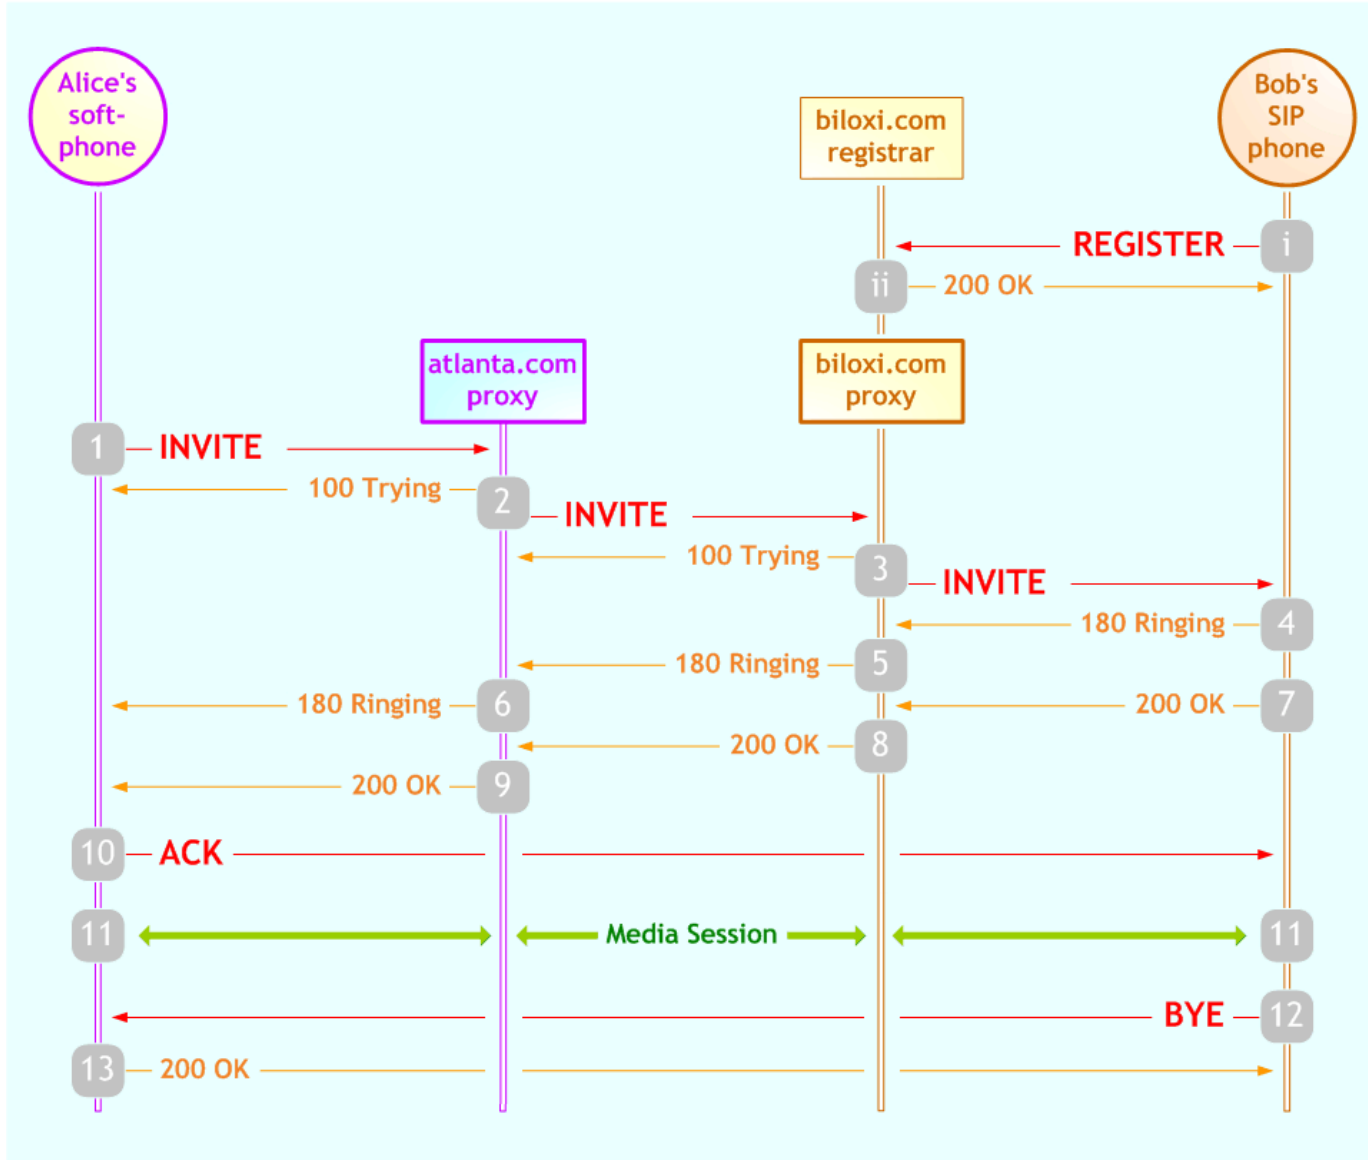 Alice's
soft-
phone
biloxi.com
registrar
Bob's
SIP
phone
REGISTER
i
ii
200 OK
atlanta.com
proxy
biloxi.com
proxy
1
INVITE
100 Trying
2
INVITE
100 Trying
3
INVITE
180 Ringing
4
180 Ringing
5
180 Ringing
6
200 OK
7
200 OK
8
200 OK
9
10
ACK
11
Media Session
11
BYE
12
13
200 OK